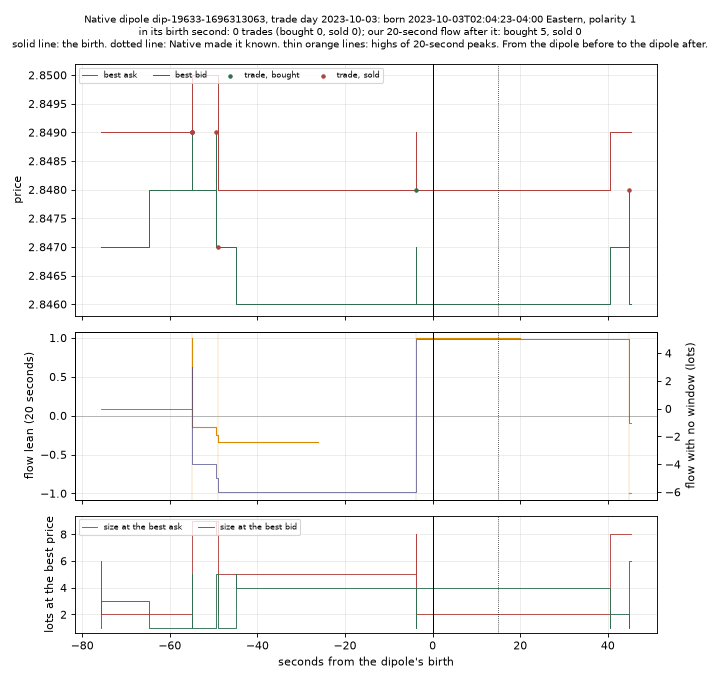 Native dipole dip-19633-1696313063, trade day 2023-10-03: born 2023-10-03T02:04:23-04:00 Eastern, polarity 1
in its birth second: 0 trades (bought 0, sold 0); our 20-second flow after it: bought 5, sold 0
solid line: the birth. dotted line: Native made it known. thin orange lines: highs of 20-second peaks. From the dipole before to the dipole after.
best ask best bid trade, bought trade, sold
2.8500
2.8495
2.8490
2.8485
2.8480
2.8475
2.8470
2.8465
2.8460
price
1.0
0.5
0.0
−0.5
−1.0
flow lean (20 seconds)
4
2
0
−2
−4
−6
flow with no window (lots)
size at the best ask size at the best bid
8
6
4
2
lots at the best price
−80 −60 −40 −20 0 20 40
seconds from the dipole's birth